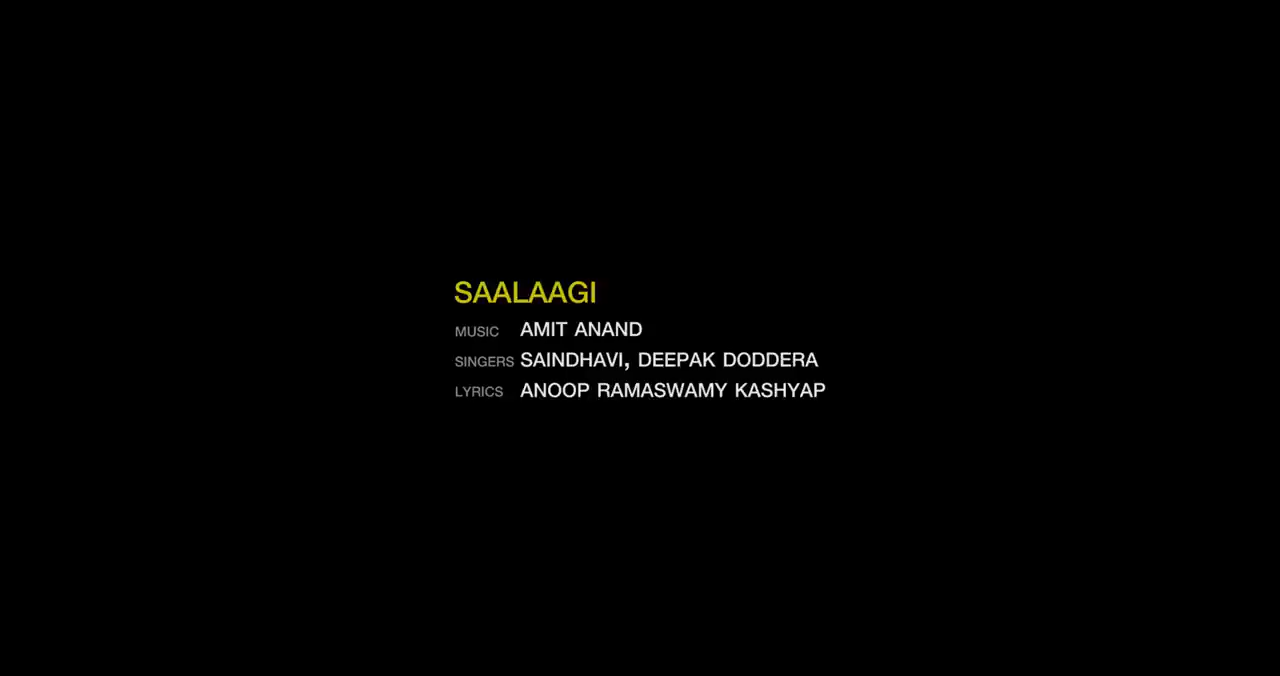 SAALAAGI
MUSIC AMIT ANAND
SINGERS SAINDHAVI, DEEPAK DODDERA
LYRICS ANOOP RAMASWAMY KASHYAP